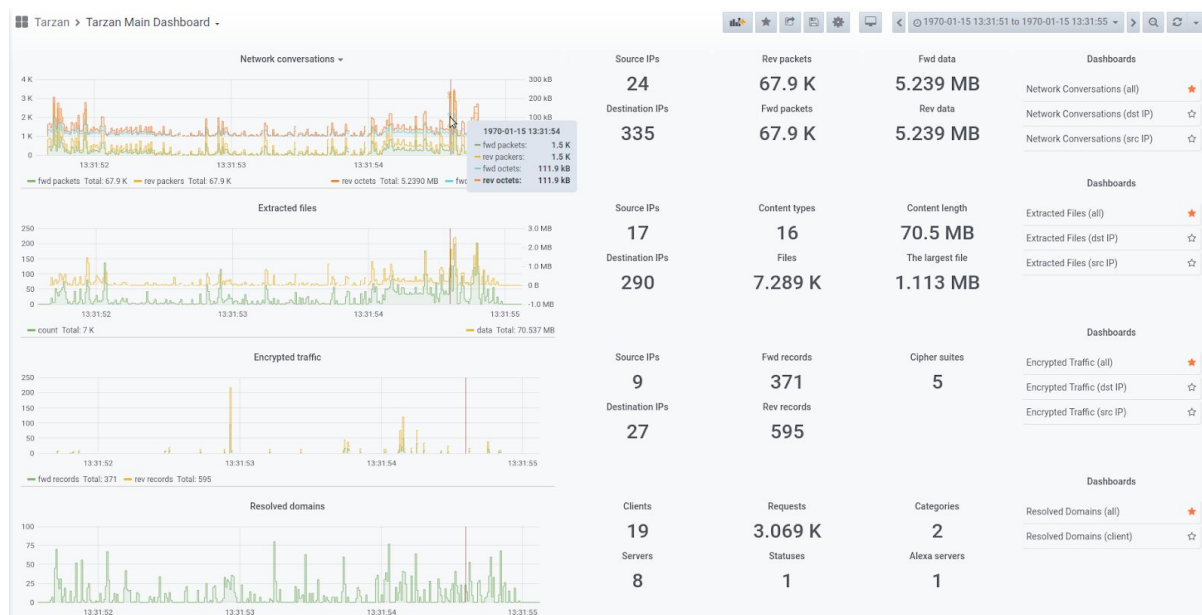 Tarzan > Tarzan Main Dashboard
1970-01-15 13:31:51 to 1970-01-15 13:31:55
Network conversations
4 K
3 K
2 K
1 K
0
300 kB
200 kB
100 kB
13:31:52
13:31:53
13:31:54
1970-01-15 13:31:54
fwd packets: 1.5 K
rev packers: 1.5 K
fwd octets: 111.9 kB
rev octets: 111.9 kB
fwd packets Total: 67.9 K
rev packers Total: 67.9 K
rev octets Total: 5.2390 MB
Source IPs
24
Rev packets
67.9 K
Fwd data
5.239 MB
Destination IPs
335
Fwd packets
67.9 K
Rev data
5.239 MB
Dashboards
Network Conversations (all)
Network Conversations (dst IP)
Network Conversations (src IP)
Extracted files
250
200
150
100
50
0
3.0 MB
2.0 MB
1.0 MB
0 B
-1.0 MB
13:31:52
13:31:53
13:31:54
13:31:55
count Total: 7 K
data Total: 70.537 MB
Source IPs
17
Content types
16
Content length
70.5 MB
Destination IPs
290
Files
7.289 K
The largest file
1.113 MB
Dashboards
Extracted Files (all)
Extracted Files (dst IP)
Extracted Files (src IP)
Encrypted traffic
250
200
150
100
50
0
13:31:52
13:31:53
13:31:54
13:31:55
fwd records Total: 371
rev records Total: 595
Source IPs
9
Fwd records
371
Cipher suites
5
Destination IPs
27
Rev records
595
Dashboards
Encrypted Traffic (all)
Encrypted Traffic (dst IP)
Encrypted Traffic (src IP)
Resolved domains
100
75
50
25
0
13:31:52
13:31:53
13:31:54
13:31:55
Clients
19
Requests
3.069 K
Categories
2
Servers
8
Statuses
1
Alexa servers
1
Dashboards
Resolved Domains (all)
Resolved Domains (client)